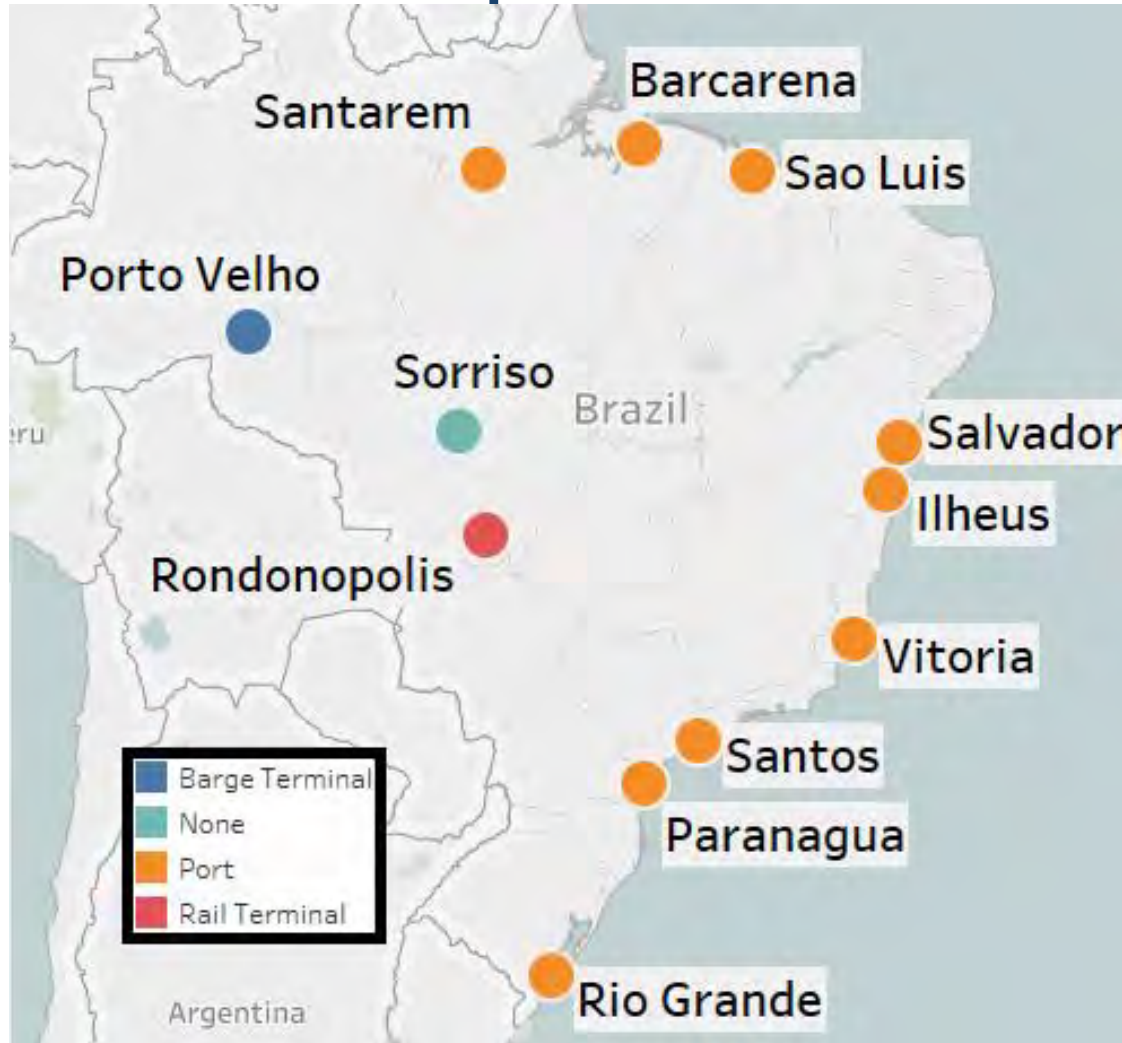 Barcarena
Santarem
Sao Luis
Porto Velho
Sorriso
Brazil
Salvador
eru
Ilheus
Rondonopolis
Vitoria
Santos
Barge Terminal
None
Port
Rail Terminal
Paranagua
Rio Grande
Argentina